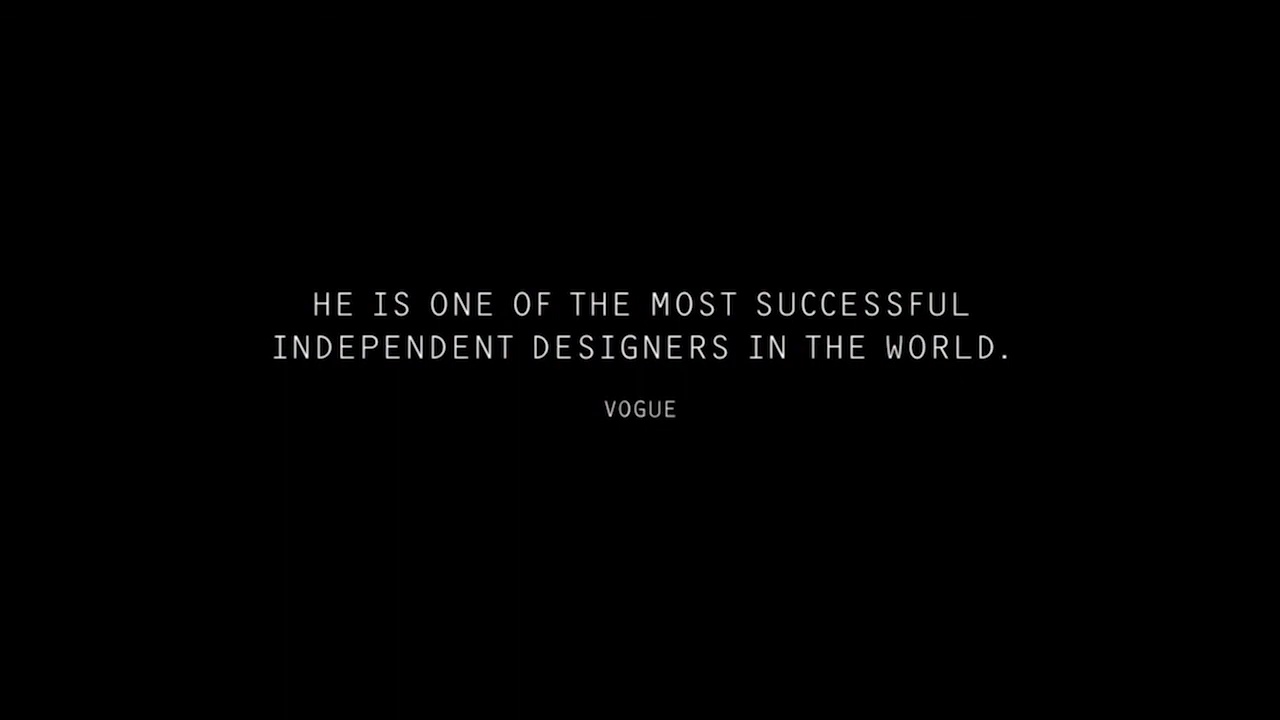 HE IS ONE OF THE MOST SUCCESSFUL
INDEPENDENT DESIGNERS IN THE WORLD.
VOGUE